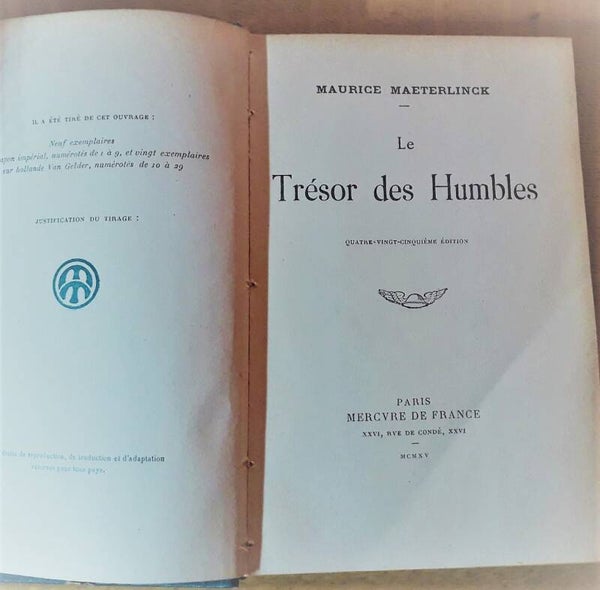 IL A ÉTÉ TIRÉ DE CET OUVRAGE :
Neuf exemplaires
japon impérial, numérotés de 1 à 9, et vingt exemplaires
sur hollande Van Gelder, numérotés de 10 à 29
JUSTIFICATION DU TIRAGE :
de reproduction, de traduction et d'adaptation
réservés pour tous pays.
MAURICE MAETERLINCK
Le
Trésor des Humbles
QUATRE-VINGT-CINQUIÈME ÉDITION
PARIS
MERCVRE DE FRANCE
XXVI, RVE DE CONDÉ, XXVI
MCMXV